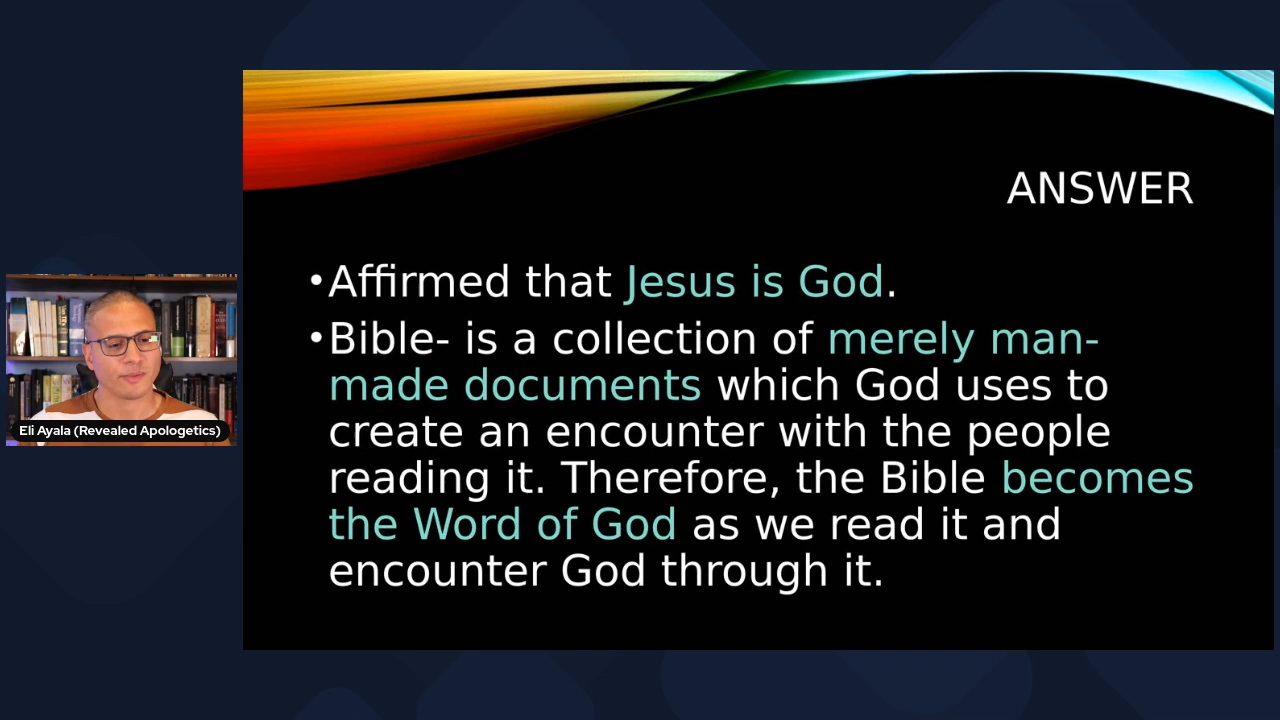 ANSWER
•Affirmed that Jesus is God.
•Bible- is a collection of merely man-
made documents which God uses to
create an encounter with the people
reading it. Therefore, the Bible becomes
the Word of God as we read it and
encounter God through it.
Eli Ayala (Revealed Apologetics)